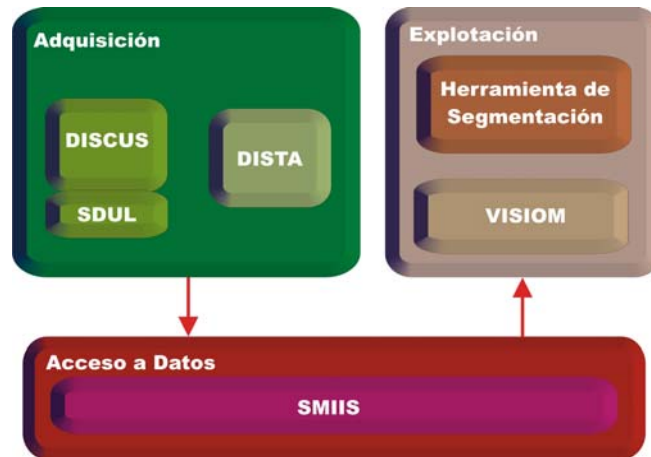 Adquisición
DISCUS
SDUL
DISTA
Explotación
Herramienta de
Segmentación
VISIOM
Acceso a Datos
SMIIS